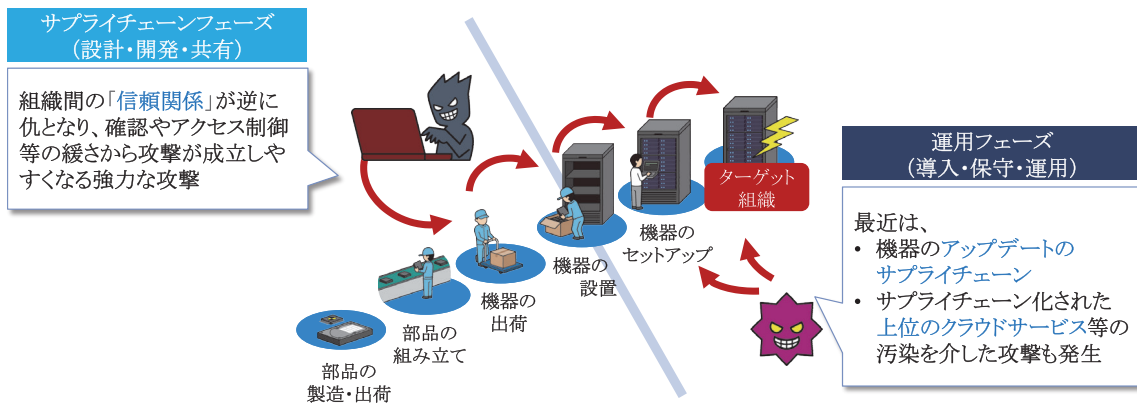 サプライチェーンフェーズ
（設計・開発・共有）
組織間の「信頼関係」が逆に
仇となり、確認やアクセス制御
等の緩さから攻撃が成立しや
すくなる強力な攻撃
部品の
製造・出荷
部品の
組み立て
機器の
出荷
機器の
設置
機器の
セットアップ
ターゲット
組織
運用フェーズ
（導入・保守・運用）
最近は、
• 機器のアップデートの
サプライチェーン
• サプライチェーン化された
上位のクラウドサービス等の
汚染を介した攻撃も発生